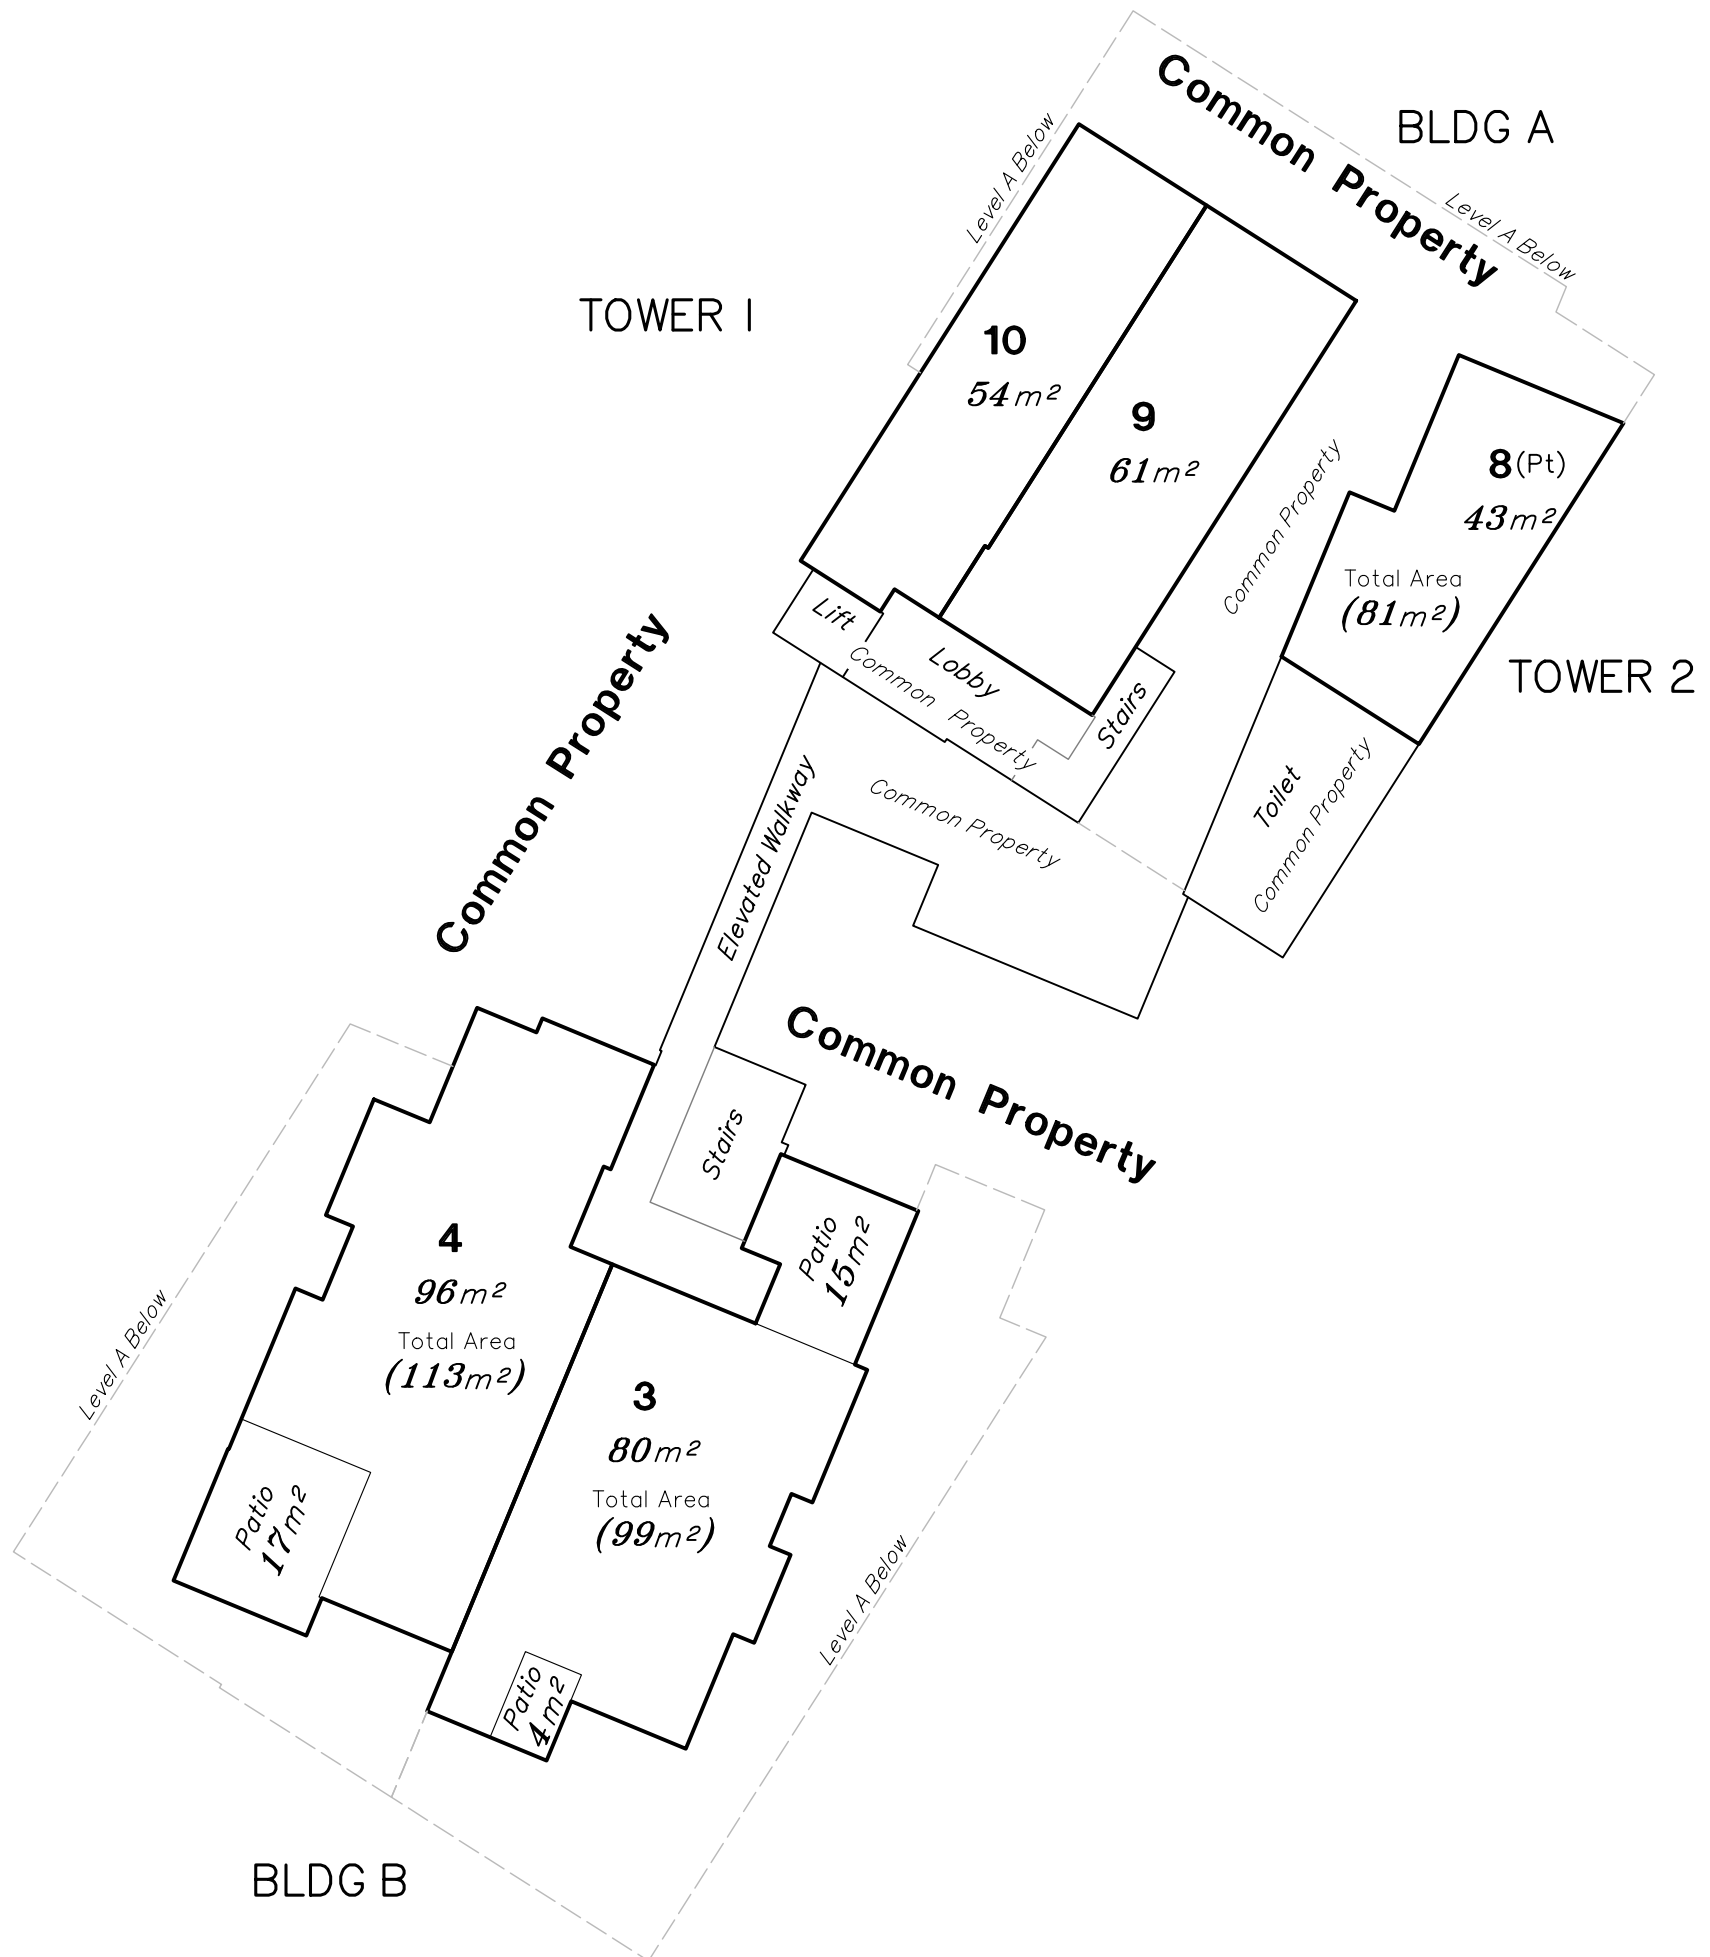 Common Property
BLDG A
Level A Below
Level A Below
TOWER 1
10
54m²
9
61m²
8(Pt)
43m²
Total Area
(81m²)
Common Property
TOWER 2
Lift
Lobby
Common Property
Stairs
Common Property
Elevated Walkway
Common Property
Toilet
Common Property
Common Property
Stairs
Patio
15m²
4
96m²
Total Area
(113m²)
Level A Below
3
80m²
Total Area
(99m²)
Patio
17m²
Level A Below
Patio
4m²
BLDG B